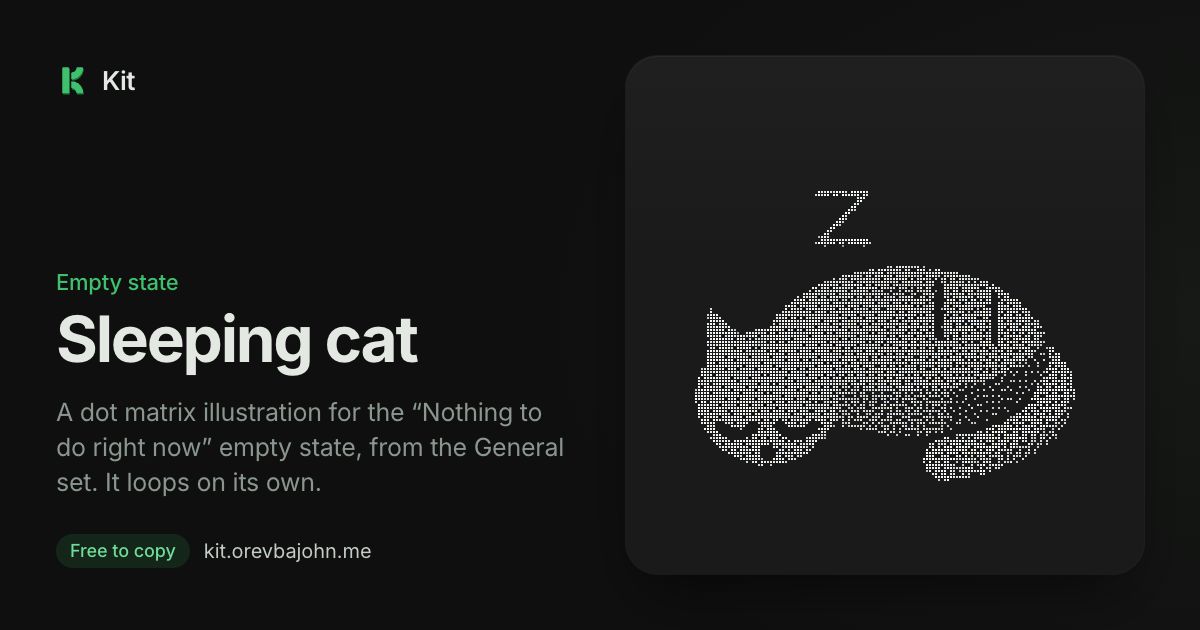 Kit
Empty state
Sleeping cat
A dot matrix illustration for the “Nothing to
do right now” empty state, from the General
set. It loops on its own.
Free to copy
kit.orevbajohn.me
Z